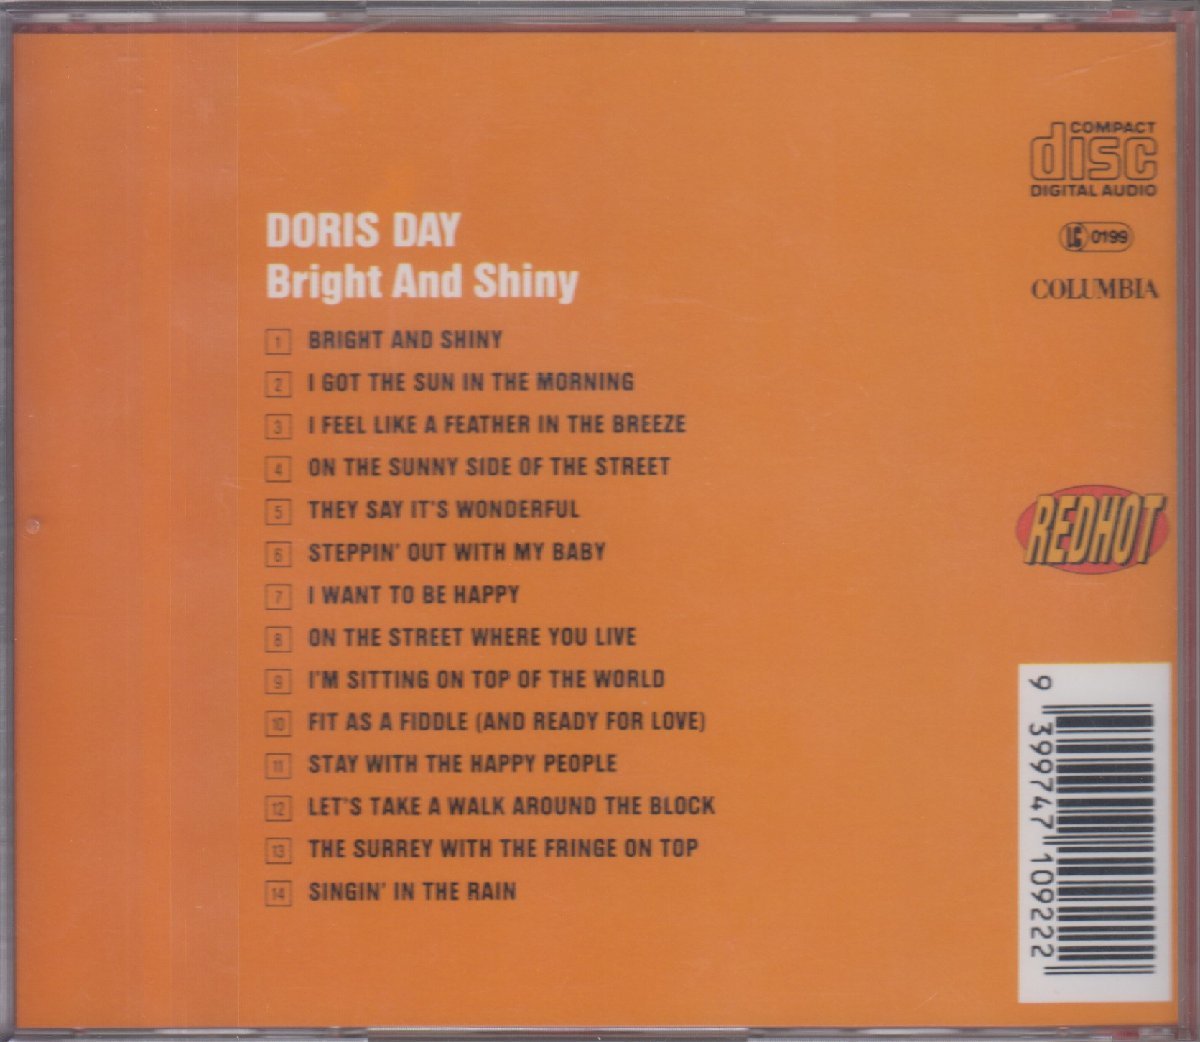 DORIS DAY
Bright And Shiny
1 BRIGHT AND SHINY
2 I GOT THE SUN IN THE MORNING
3 I FEEL LIKE A FEATHER IN THE BREEZE
4 ON THE SUNNY SIDE OF THE STREET
5 THEY SAY IT'S WONDERFUL
6 STEPPIN' OUT WITH MY BABY
7 I WANT TO BE HAPPY
8 ON THE STREET WHERE YOU LIVE
9 I'M SITTING ON TOP OF THE WORLD
10 FIT AS A FIDDLE (AND READY FOR LOVE)
11 STAY WITH THE HAPPY PEOPLE
12 LET'S TAKE A WALK AROUND THE BLOCK
13 THE SURREY WITH THE FRINGE ON TOP
14 SINGIN' IN THE RAIN
COMPACT
disc
DIGITAL AUDIO
LC 0199
COLUMBIA
REDHOT
9 399747 109222